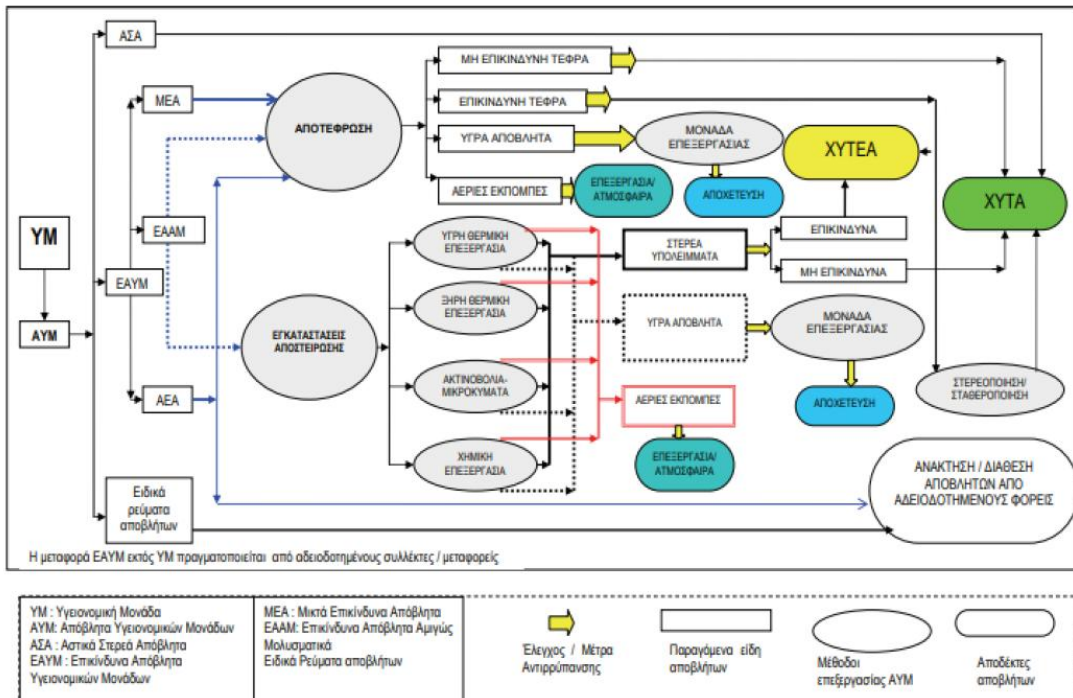 ΑΣΑ
ΜΕΑ
ΕΑΑΜ
ΥΜ
ΕΑΥΜ
ΑΥΜ
ΑΕΑ
Ειδικά
ρεύματα
αποβλήτων
ΑΠΟΤΕΦΡΩΣΗ
ΕΓΚΑΤΑΣΤΑΣΕΙΣ
ΑΠΟΣΤΕΙΡΩΣΗΣ
ΜΗ ΕΠΙΚΙΝΔΥΝΗ ΤΕΦΡΑ
ΕΠΙΚΙΝΔΥΝΗ ΤΕΦΡΑ
ΥΓΡΑ ΑΠΟΒΛΗΤΑ
ΑΕΡΙΕΣ ΕΚΠΟΜΠΕΣ
ΜΟΝΑΔΑ
ΕΠΕΞΕΡΓΑΣΙΑΣ
ΕΠΕΞΕΡΓΑΣΙΑ/
ΑΤΜΟΣΦΑΙΡΑ
ΑΠΟΧΕΤΕΥΣΗ
ΧΥΤΕΑ
ΧΥΤΑ
ΥΓΡΗ ΘΕΡΜΙΚΗ
ΕΠΕΞΕΡΓΑΣΙΑ
ΞΗΡΗ ΘΕΡΜΙΚΗ
ΕΠΕΞΕΡΓΑΣΙΑ
ΑΚΤΙΝΟΒΟΛΙΑ-
ΜΙΚΡΟΚΥΜΑΤΑ
ΧΗΜΙΚΗ
ΕΠΕΞΕΡΓΑΣΙΑ
ΣΤΕΡΕΑ
ΥΠΟΛΕΙΜΜΑΤΑ
ΕΠΙΚΙΝΔΥΝΑ
ΜΗ ΕΠΙΚΙΝΔΥΝΑ
ΥΓΡΑ ΑΠΟΒΛΗΤΑ
ΜΟΝΑΔΑ
ΕΠΕΞΕΡΓΑΣΙΑΣ
ΑΠΟΧΕΤΕΥΣΗ
ΑΕΡΙΕΣ ΕΚΠΟΜΠΕΣ
ΕΠΕΞΕΡΓΑΣΙΑ/
ΑΤΜΟΣΦΑΙΡΑ
ΣΤΕΡΕΟΠΟΙΗΣΗ/
ΣΤΑΘΕΡΟΠΟΙΗΣΗ
ΑΝΑΚΤΗΣΗ / ΔΙΑΘΕΣΗ
ΑΠΟΒΛΗΤΩΝ ΑΠΟ
ΑΔΕΙΟΔΟΤΗΜΕΝΟΥΣ ΦΟΡΕΙΣ
Η μεταφορά ΕΑΥΜ εκτός ΥΜ πραγματοποιείται από αδειοδοτημένους συλλέκτες / μεταφορείς
ΥΜ : Υγειονομική Μονάδα
ΑΥΜ: Απόβλητα Υγειονομικών Μονάδων
ΑΣΑ : Αστικά Στερεά Απόβλητα
ΕΑΥΜ : Επικίνδυνα Απόβλητα
Υγειονομικών Μονάδων
ΜΕΑ : Μικτά Επικίνδυνα Απόβλητα
ΕΑΑΜ: Επικίνδυνα Απόβλητα Αμιγώς
Μολυσματικά
Ειδικά Ρεύματα αποβλήτων
Έλεγχος / Μέτρα
Αντιρρύπανσης
Παραγόμενα είδη
αποβλήτων
Μέθοδοι
επεξεργασίας ΑΥΜ
Αποδέκτες
αποβλήτων